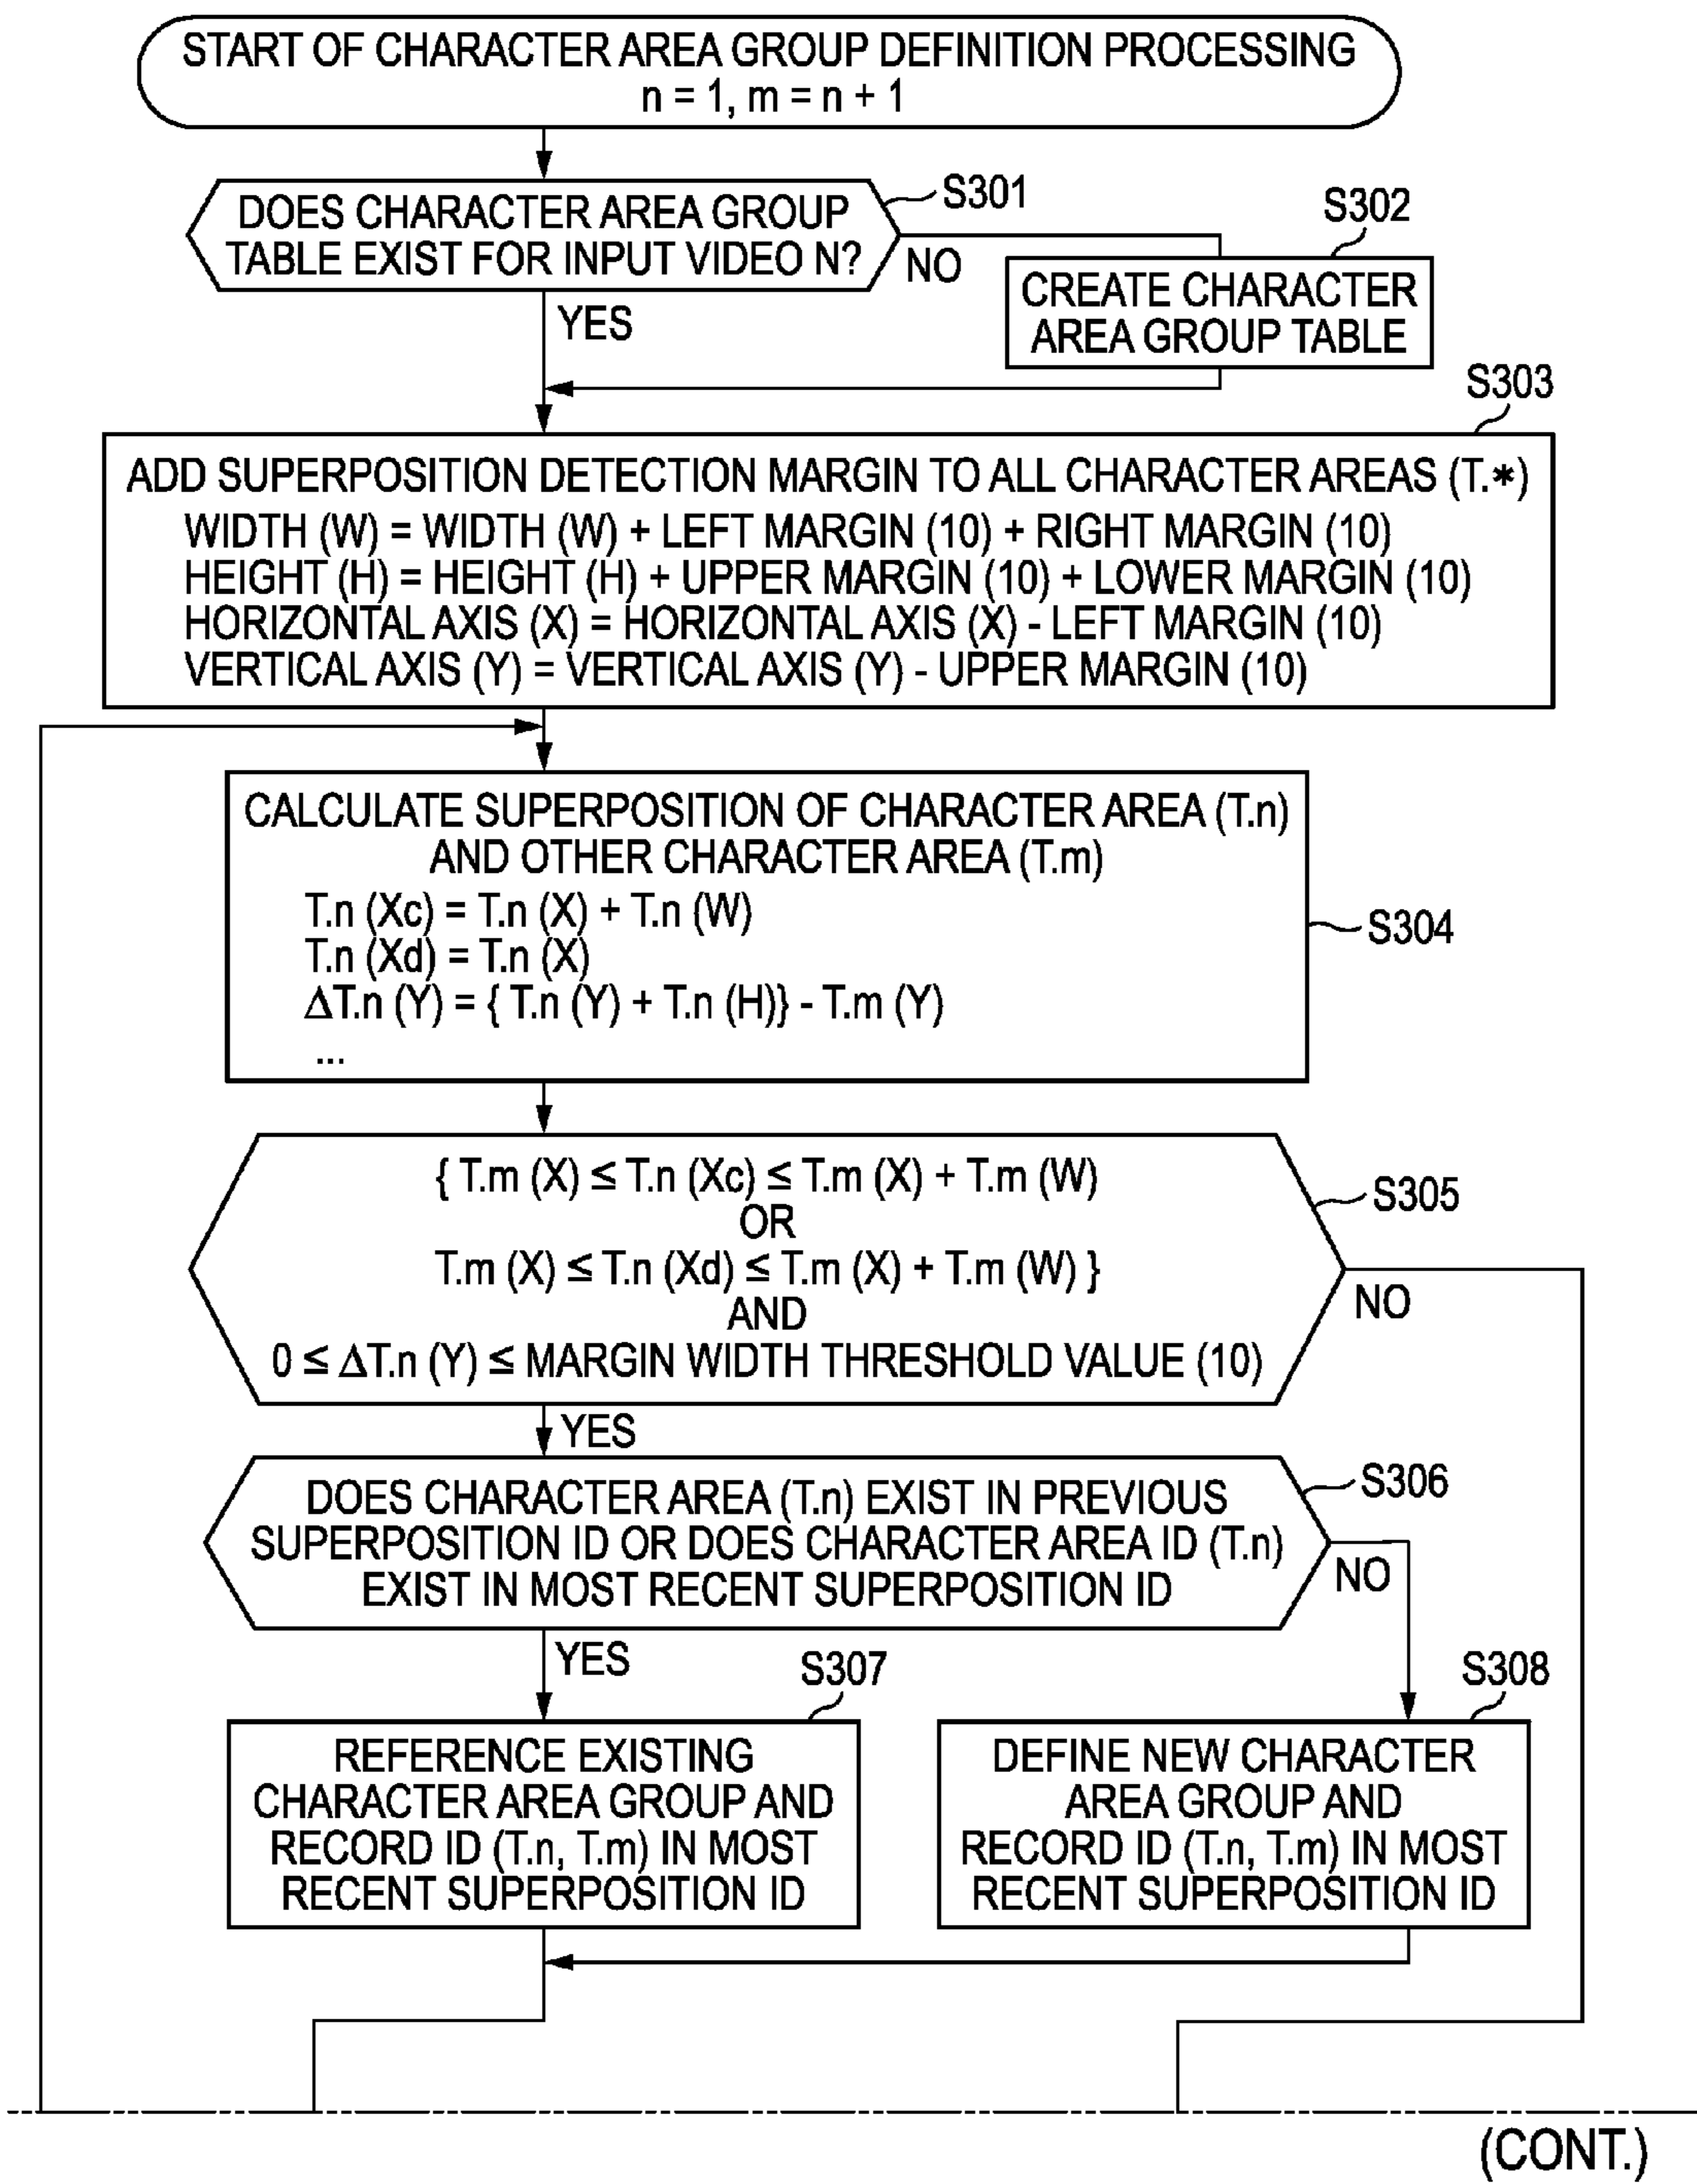 START OF CHARACTER AREA GROUP DEFINITION PROCESSING
n = 1, m = n + 1
DOES CHARACTER AREA GROUP
TABLE EXIST FOR INPUT VIDEO N?
S301
NO
YES
S302
CREATE CHARACTER
AREA GROUP TABLE
S303
ADD SUPERPOSITION DETECTION MARGIN TO ALL CHARACTER AREAS (T.*)
WIDTH (W) = WIDTH (W) + LEFT MARGIN (10) + RIGHT MARGIN (10)
HEIGHT (H) = HEIGHT (H) + UPPER MARGIN (10) + LOWER MARGIN (10)
HORIZONTAL AXIS (X) = HORIZONTAL AXIS (X) - LEFT MARGIN (10)
VERTICAL AXIS (Y) = VERTICAL AXIS (Y) - UPPER MARGIN (10)
CALCULATE SUPERPOSITION OF CHARACTER AREA (T.n)
AND OTHER CHARACTER AREA (T.m)
T.n (Xc) = T.n (X) + T.n (W)
T.n (Xd) = T.n (X)
ΔT.n (Y) = { T.n (Y) + T.n (H)} - T.m (Y)
...
S304
{ T.m (X) ≤ T.n (Xc) ≤ T.m (X) + T.m (W)
OR
T.m (X) ≤ T.n (Xd) ≤ T.m (X) + T.m (W) }
AND
0 ≤ ΔT.n (Y) ≤ MARGIN WIDTH THRESHOLD VALUE (10)
S305
NO
YES
DOES CHARACTER AREA (T.n) EXIST IN PREVIOUS
SUPERPOSITION ID OR DOES CHARACTER AREA ID (T.n)
EXIST IN MOST RECENT SUPERPOSITION ID
S306
NO
YES
S307
REFERENCE EXISTING
CHARACTER AREA GROUP AND
RECORD ID (T.n, T.m) IN MOST
RECENT SUPERPOSITION ID
S308
DEFINE NEW CHARACTER
AREA GROUP AND
RECORD ID (T.n, T.m) IN MOST
RECENT SUPERPOSITION ID
(CONT.)